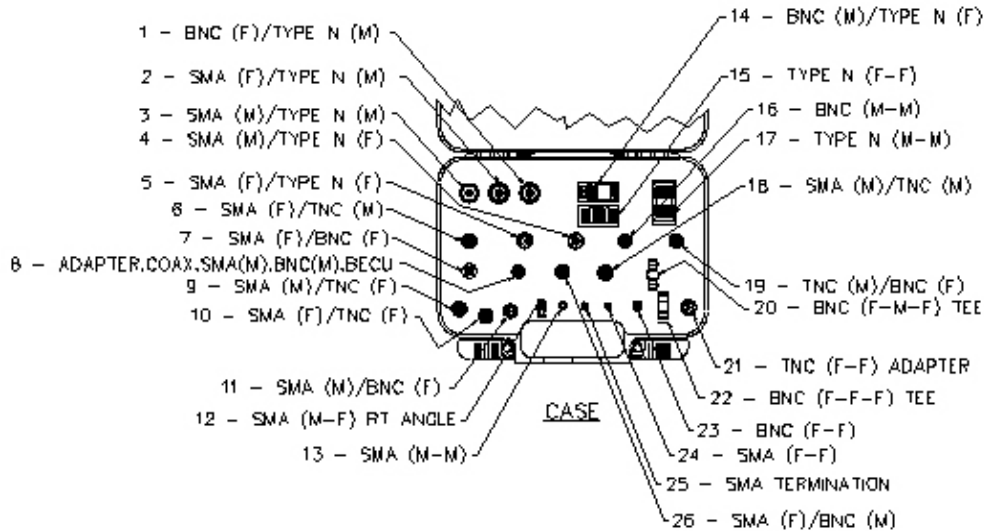 1 - BNC (F)/TYPE N (M)
2 - SMA (F)/TYPE N (M)
3 - SMA (M)/TYPE N (M)
4 - SMA (M)/TYPE N (F)
5 - SMA (F)/TYPE N (F)
6 - SMA (F)/TNC (M)
7 - SMA (F)/BNC (F)
8 - ADAPTER,COAX,SMA(M),BNC(M),BECU
9 - SMA (M)/TNC (F)
10 - SMA (F)/TNC (F)
11 - SMA (M)/BNC (F)
12 - SMA (M-F) RT ANGLE
13 - SMA (M-M)
CASE
14 - BNC (M)/TYPE N (F)
15 - TYPE N (F-F)
16 - BNC (M-M)
17 - TYPE N (M-M)
18 - SMA (M)/TNC (M)
19 - TNC (M)/BNC (F)
20 - BNC (F-M-F) TEE
21 - TNC (F-F) ADAPTER
22 - BNC (F-F-F) TEE
23 - BNC (F-F)
24 - SMA (F-F)
25 - SMA TERMINATION
26 - SMA (F)/BNC (M)